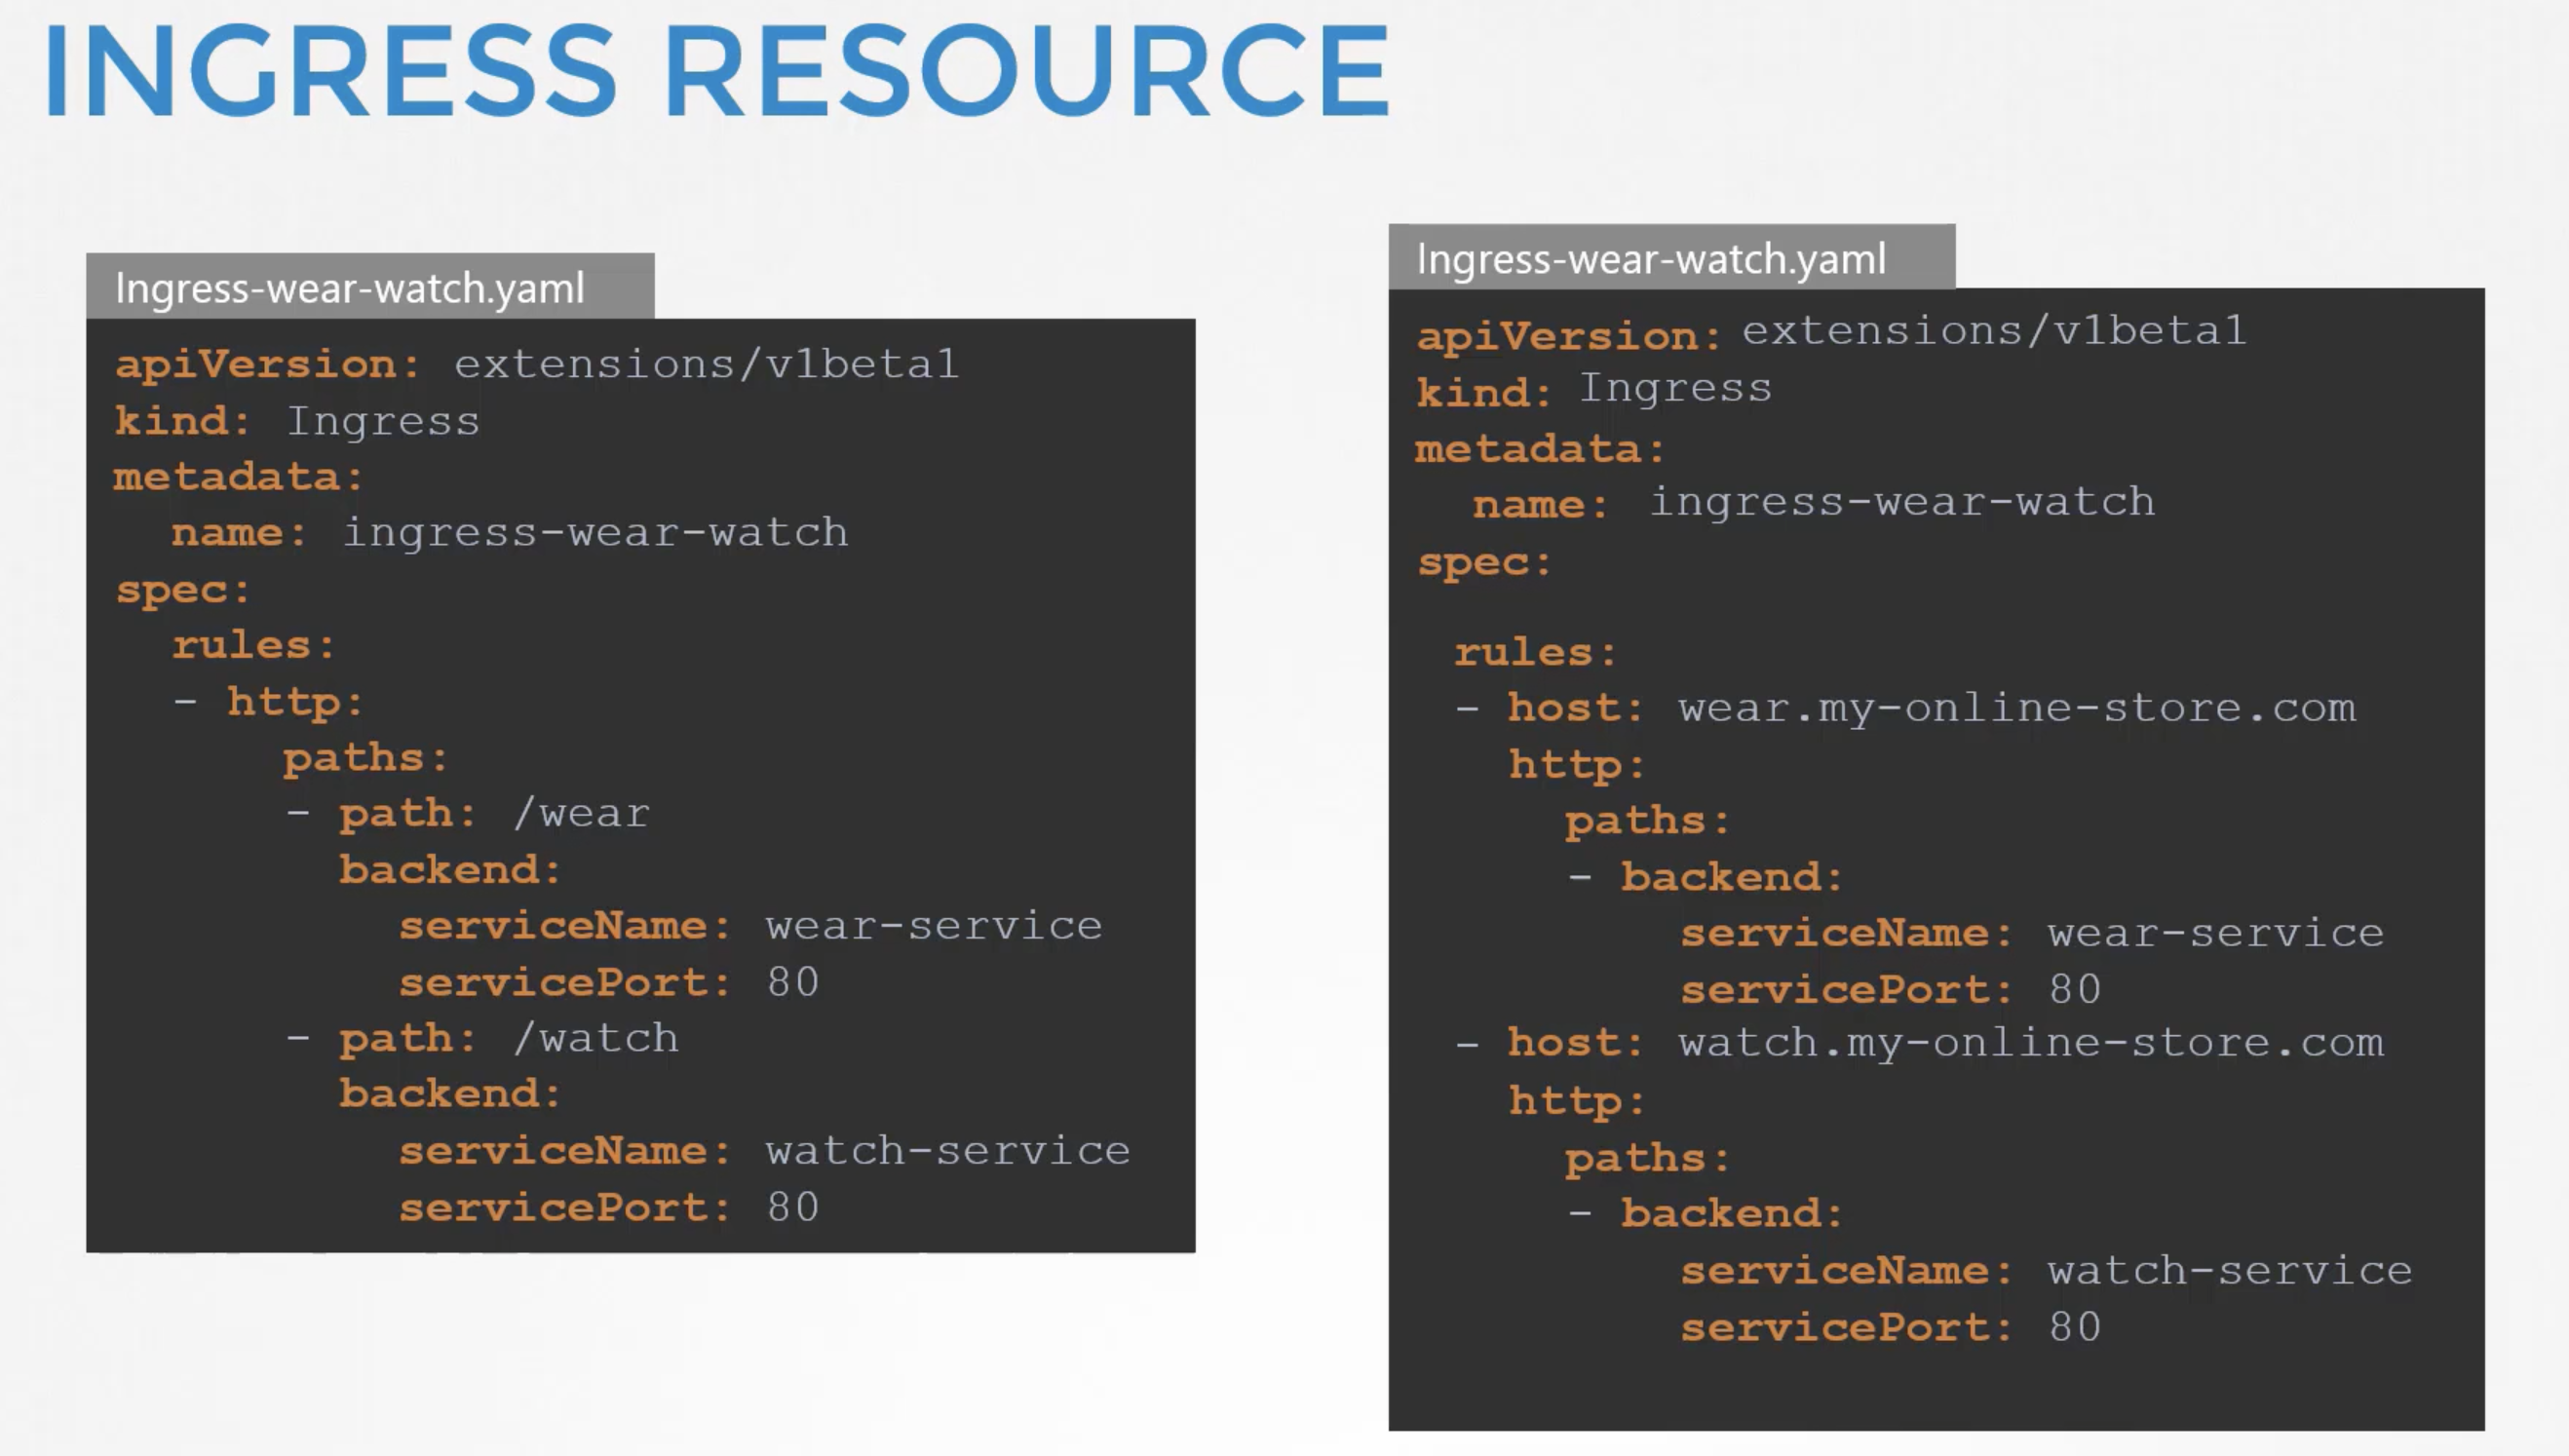 INGRESS RESOURCE
Ingress-wear-watch.yaml
apiVersion: extensions/v1beta1
kind: Ingress
metadata:
  name: ingress-wear-watch
spec:
  rules:
  - http:
      paths:
      - path: /wear
        backend:
          serviceName: wear-service
          servicePort: 80
      - path: /watch
        backend:
          serviceName: watch-service
          servicePort: 80
Ingress-wear-watch.yaml
apiVersion: extensions/v1beta1
kind: Ingress
metadata:
  name: ingress-wear-watch
spec:
  rules:
  - host: wear.my-online-store.com
    http:
      paths:
      - backend:
          serviceName: wear-service
          servicePort: 80
  - host: watch.my-online-store.com
    http:
      paths:
      - backend:
          serviceName: watch-service
          servicePort: 80